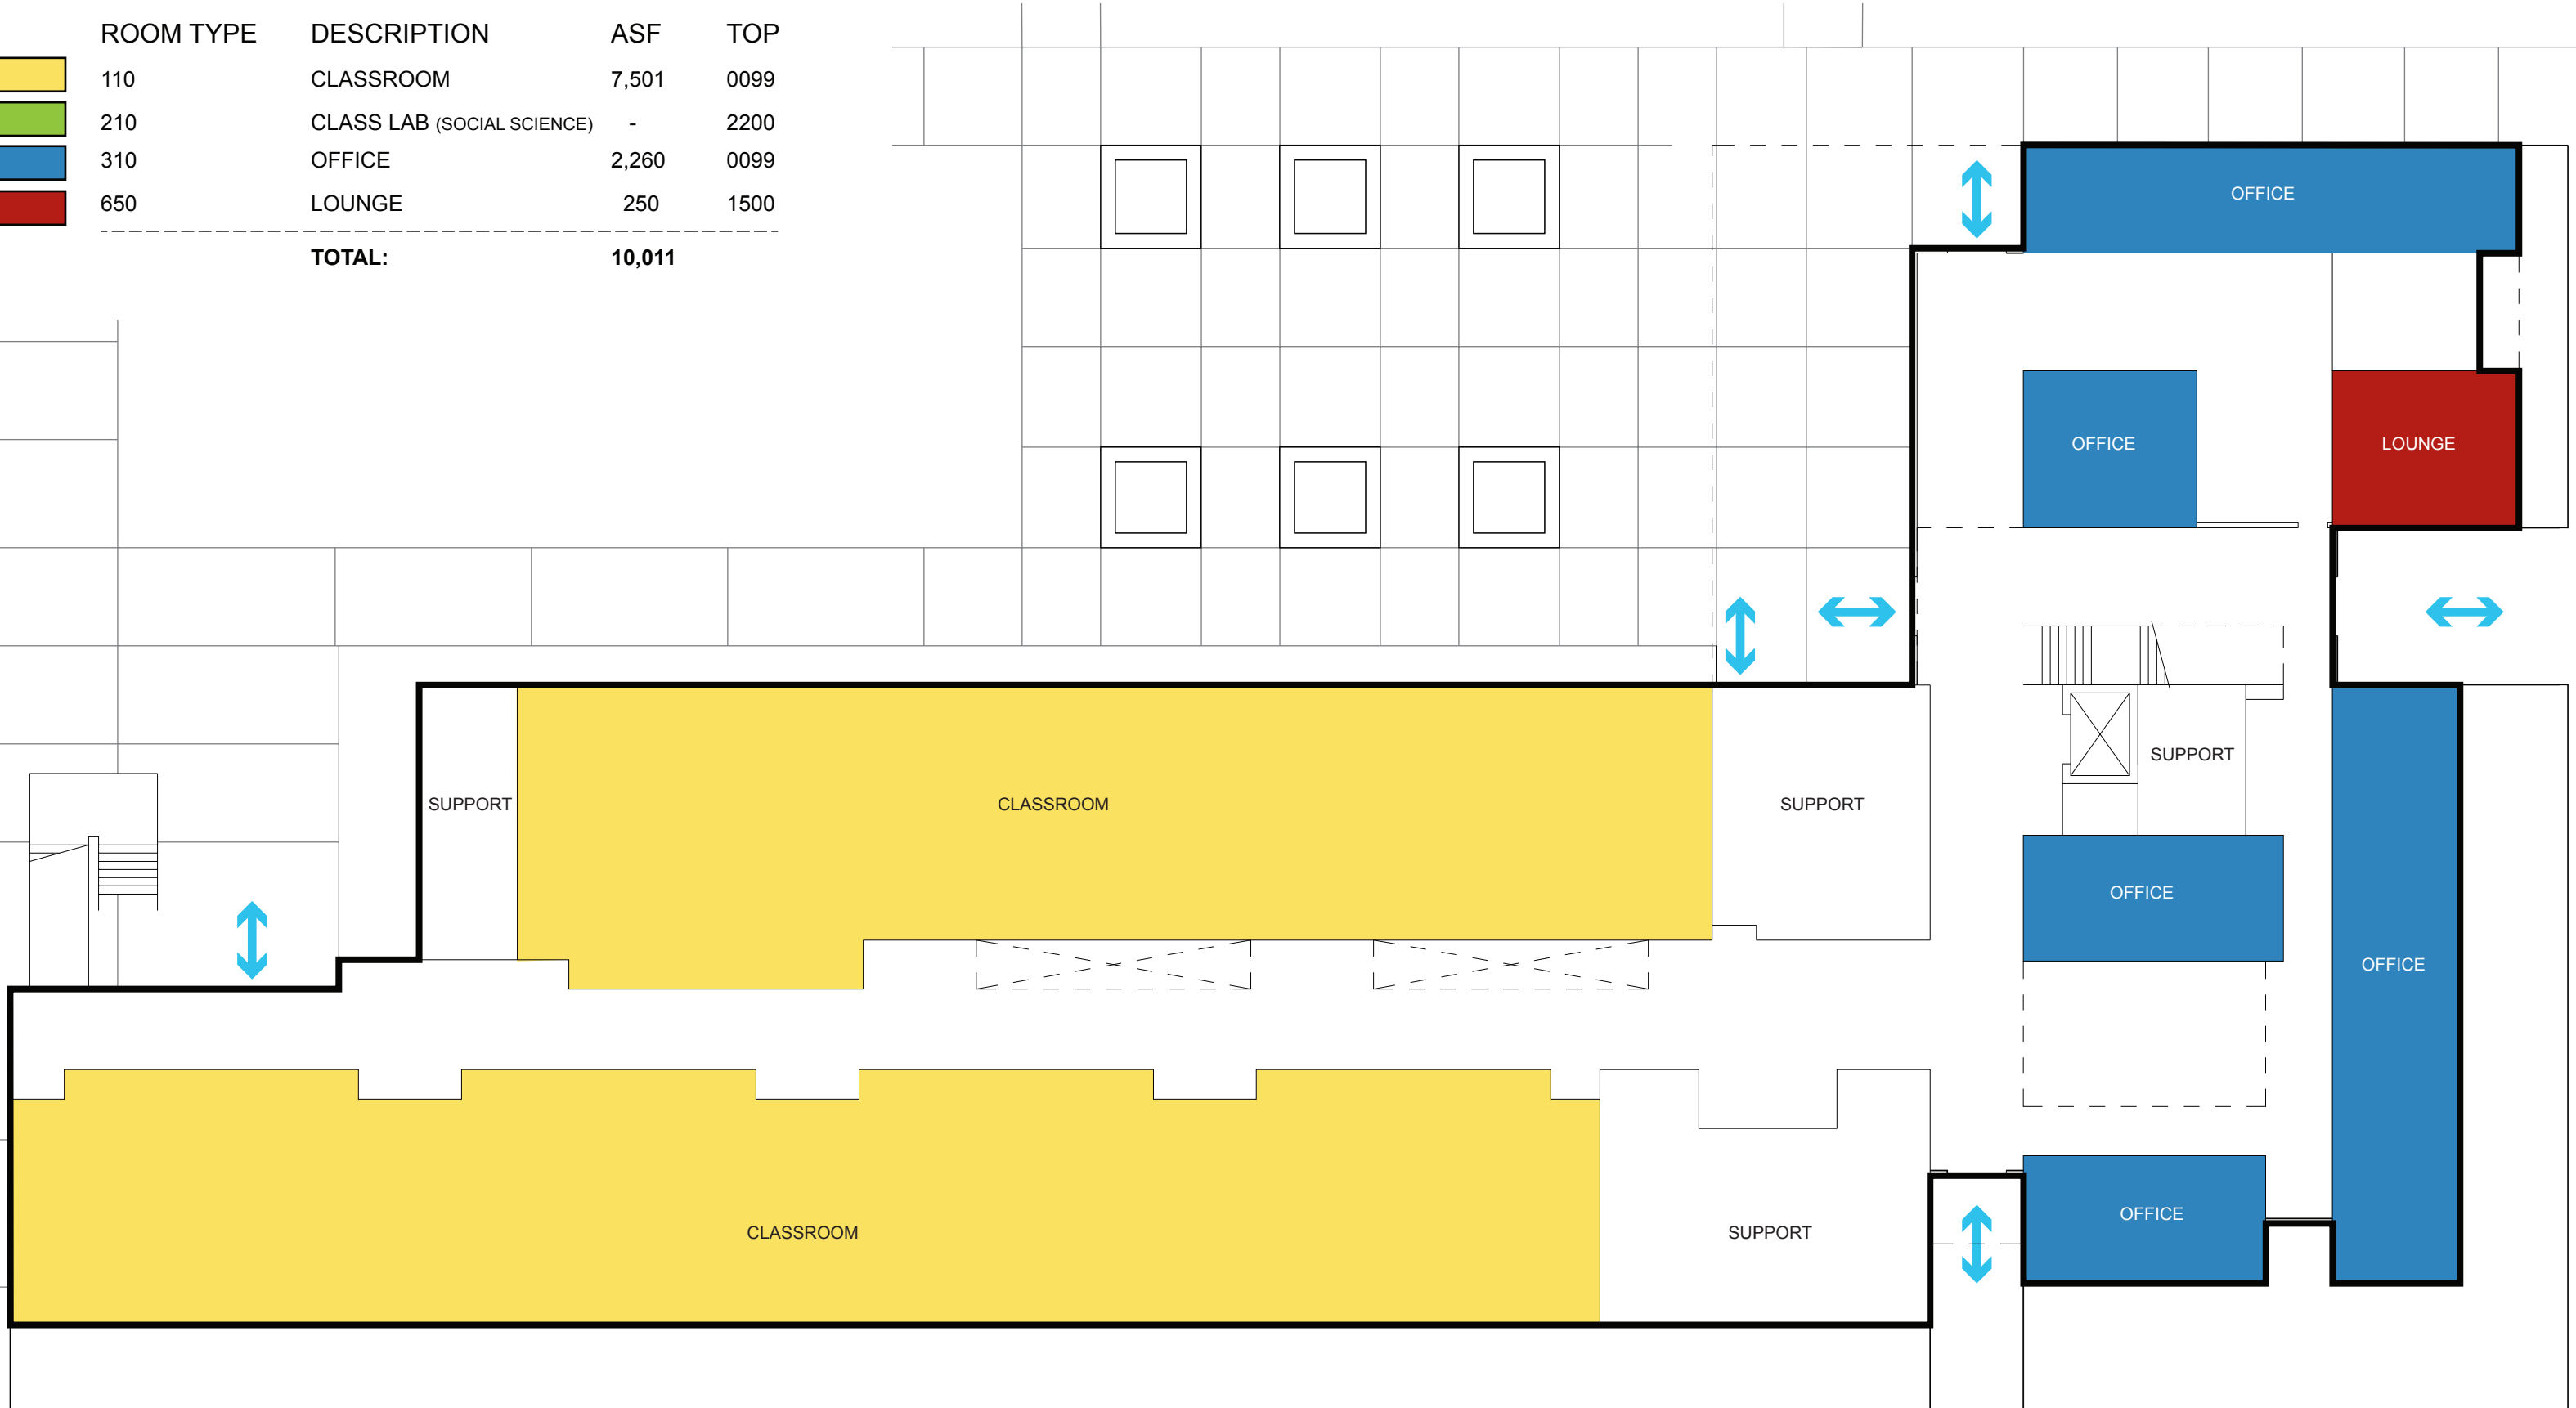 ROOM TYPE DESCRIPTION ASF TOP
110 CLASSROOM 7,501 0099
210 CLASS LAB (SOCIAL SCIENCE) - 2200
310 OFFICE 2,260 0099
650 LOUNGE 250 1500
TOTAL: 10,011
OFFICE
OFFICE
LOUNGE
SUPPORT
SUPPORT
CLASSROOM
SUPPORT
OFFICE
OFFICE
OFFICE
CLASSROOM
SUPPORT